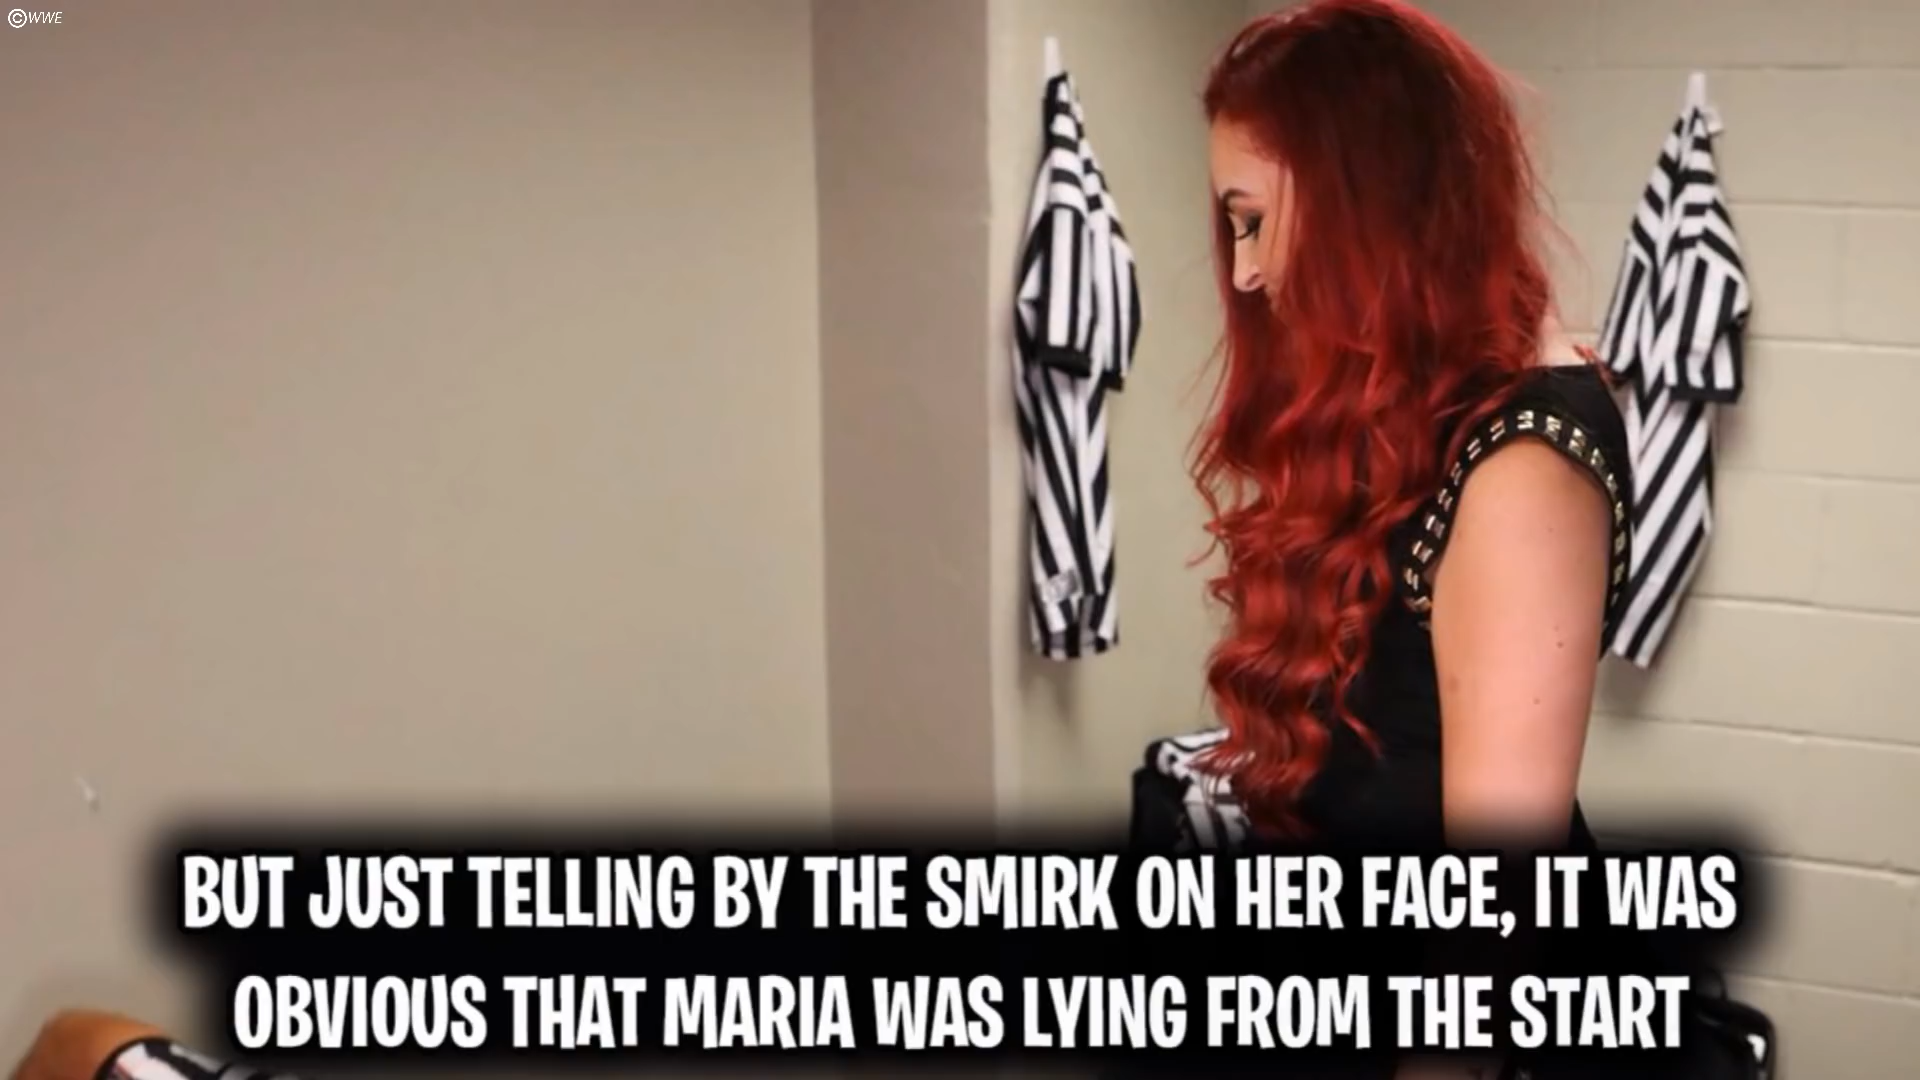 ©WWE
BUT JUST TELLING BY THE SMIRK ON HER FACE, IT WAS
OBVIOUS THAT MARIA WAS LYING FROM THE START